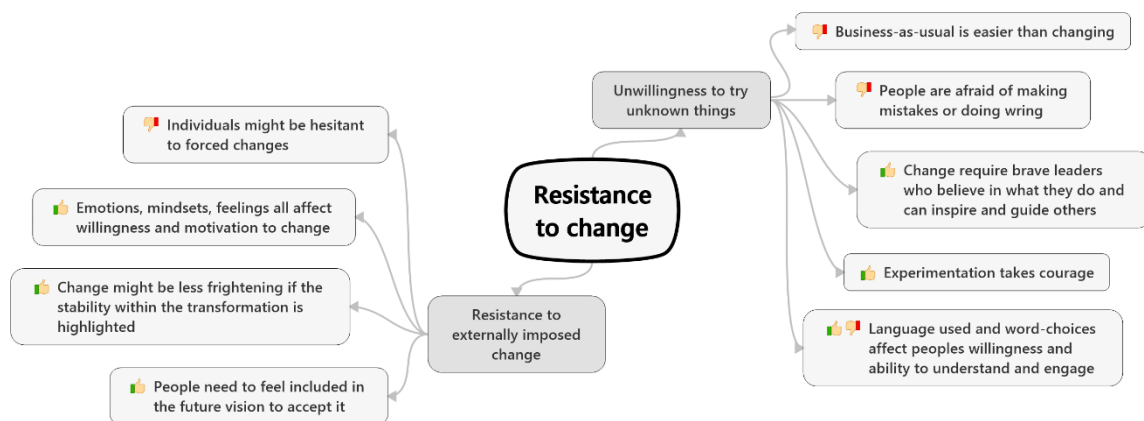 Resistance
to change
Unwillingness to try
unknown things
Business-as-usual is easier than changing
People are afraid of making
mistakes or doing wring
Change require brave leaders
who believe in what they do and
can inspire and guide others
Experimentation takes courage
Language used and word-choices
affect peoples willingness and
ability to understand and engage
Resistance to
externally imposed
change
Individuals might be hesitant
to forced changes
Emotions, mindsets, feelings all affect
willingness and motivation to change
Change might be less frightening if the
stability within the transformation is
highlighted
People need to feel included in
the future vision to accept it